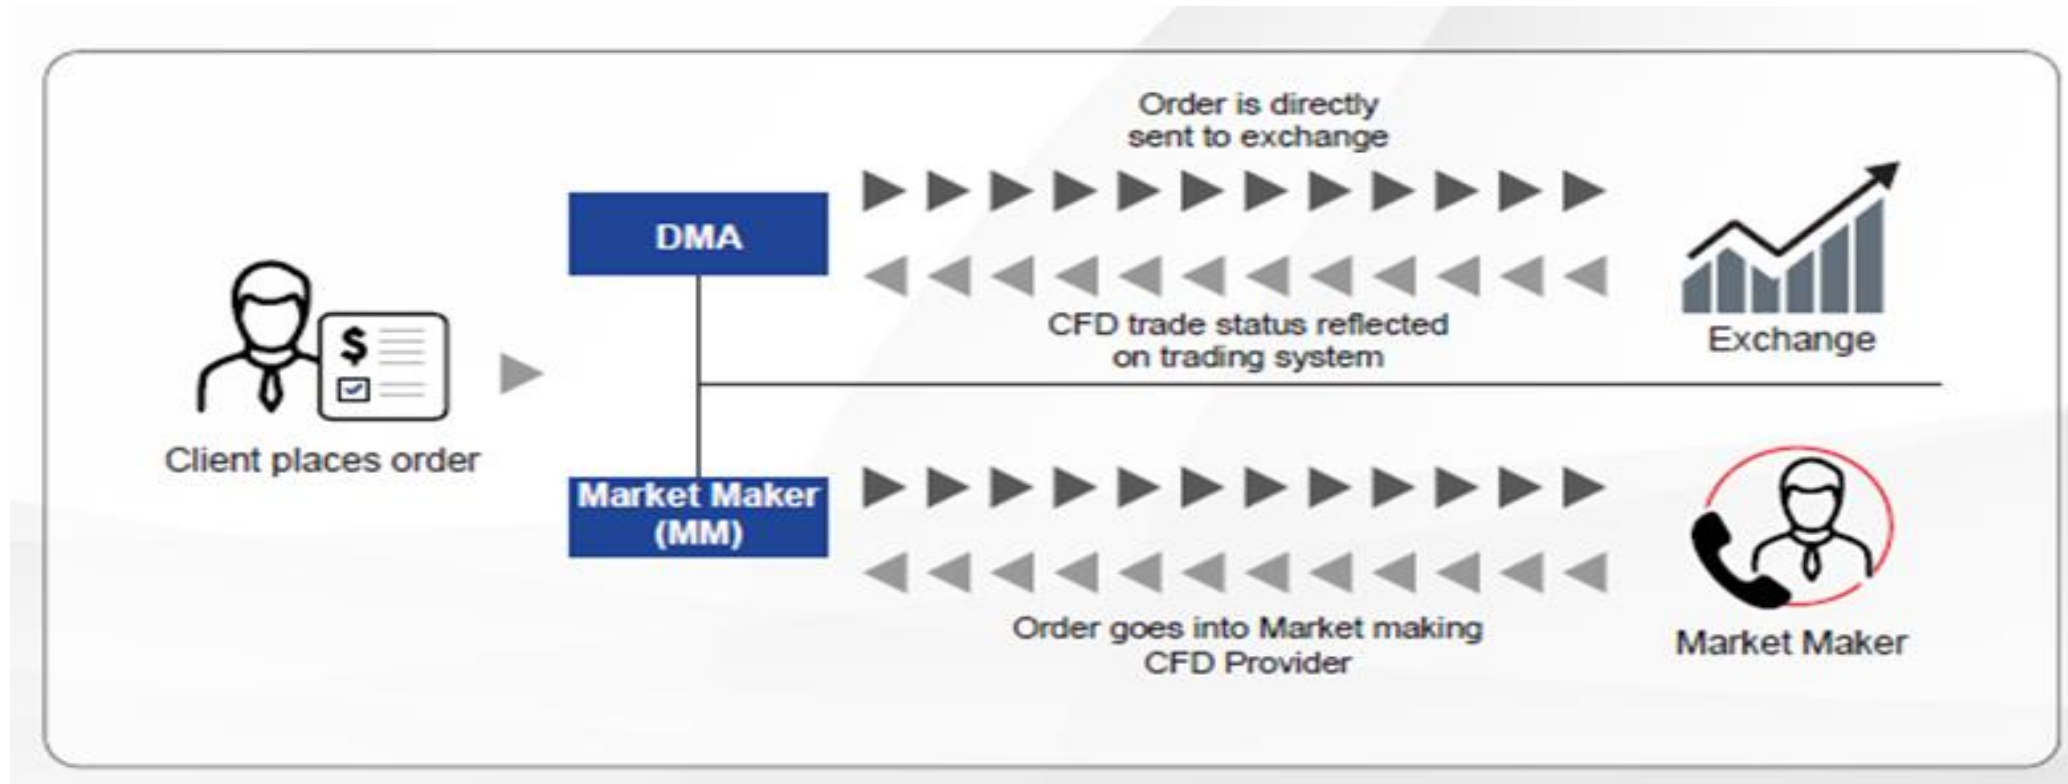 Order is directly
sent to exchange
DMA
CFD trade status reflected
on trading system
Exchange
$
Client places order
Market Maker
(MM)
Order goes into Market making
CFD Provider
Market Maker